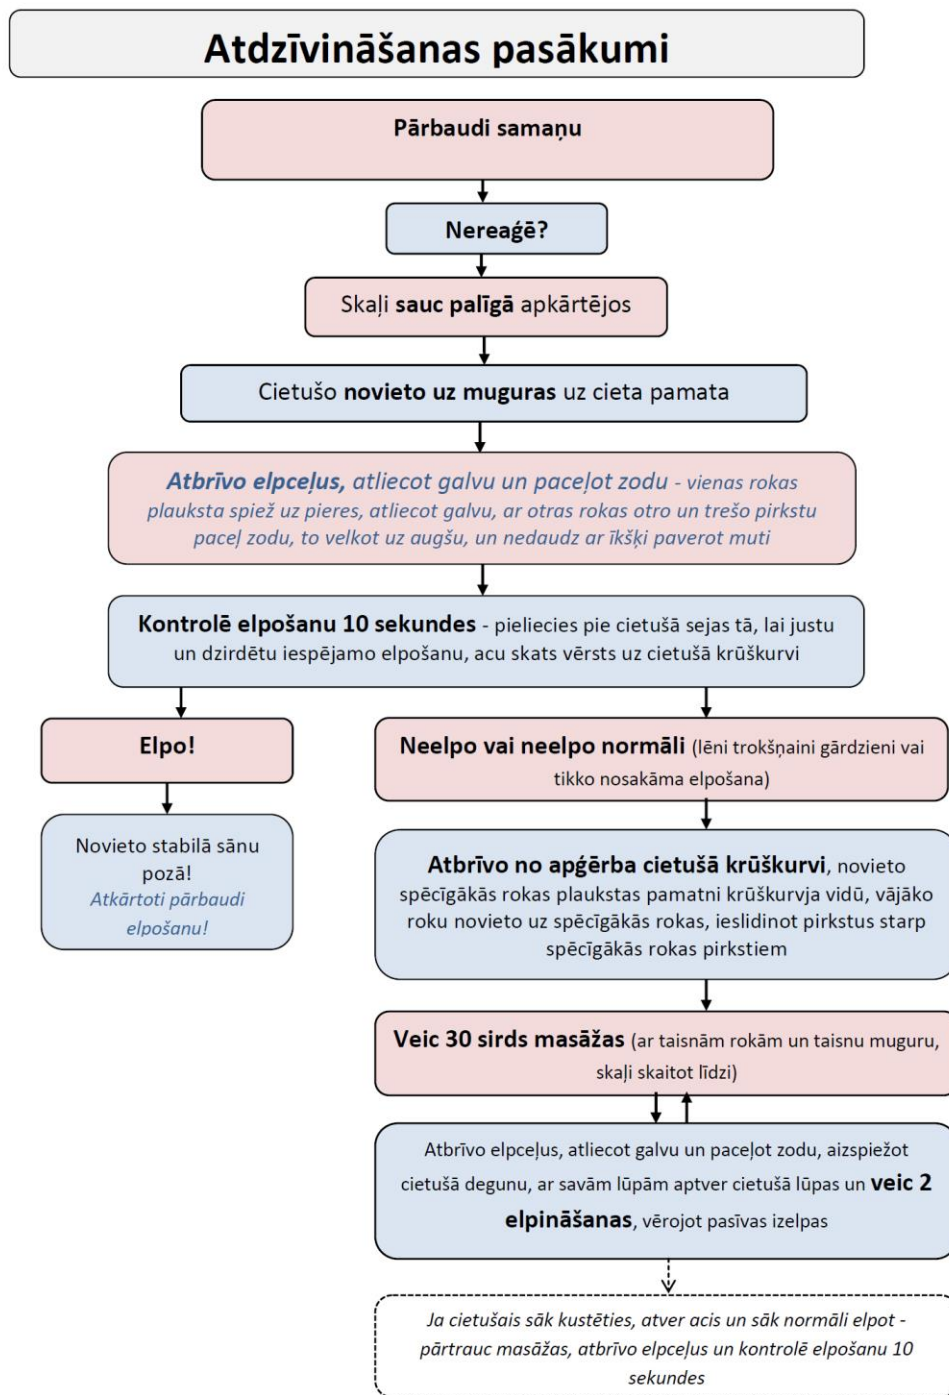 Atdzīvināšanas pasākumi
Pārbaudi samaņu
Nereaģē?
Skaļi sauc palīgā apkārtējos
Cietušo novieto uz muguras uz cieta pamata
Atbrīvo elpceļus, atliecot galvu un paceļot zodu - vienas rokas
plauksta spiež uz pieres, atliecot galvu, ar otras rokas otro un trešo pirkstu
paceļ zodu, to velkot uz augšu, un nedaudz ar īkšķi paverot muti
Kontrolē elpošanu 10 sekundes - pieliecies pie cietušā sejas tā, lai justu
un dzirdētu iespējamo elpošanu, acu skats vērsts uz cietušā krūškurvi
Elpo!
Novieto stabilā sānu
pozā!
Atkārtoti pārbaudi
elpošanu!
Neelpo vai neelpo normāli (lēni trokšņaini gārdzieni vai
tikko nosakāma elpošana)
Atbrīvo no apģērba cietušā krūškurvi, novieto
spēcīgākās rokas plaukstas pamatni krūškurvja vidū, vājāko
roku novieto uz spēcīgākās rokas, ieslidinot pirkstus starp
spēcīgākās rokas pirkstiem
Veic 30 sirds masāžas (ar taisnām rokām un taisnu muguru,
skaļi skaitot līdzi)
Atbrīvo elpceļus, atliecot galvu un paceļot zodu, aizspiežot
cietušā degunu, ar savām lūpām aptver cietušā lūpas un veic 2
elpināšanas, vērojot pasīvas izelpas
Ja cietušais sāk kustēties, atver acis un sāk normāli elpot -
pārtrauc masāžas, atbrīvo elpceļus un kontrolē elpošanu 10
sekundes